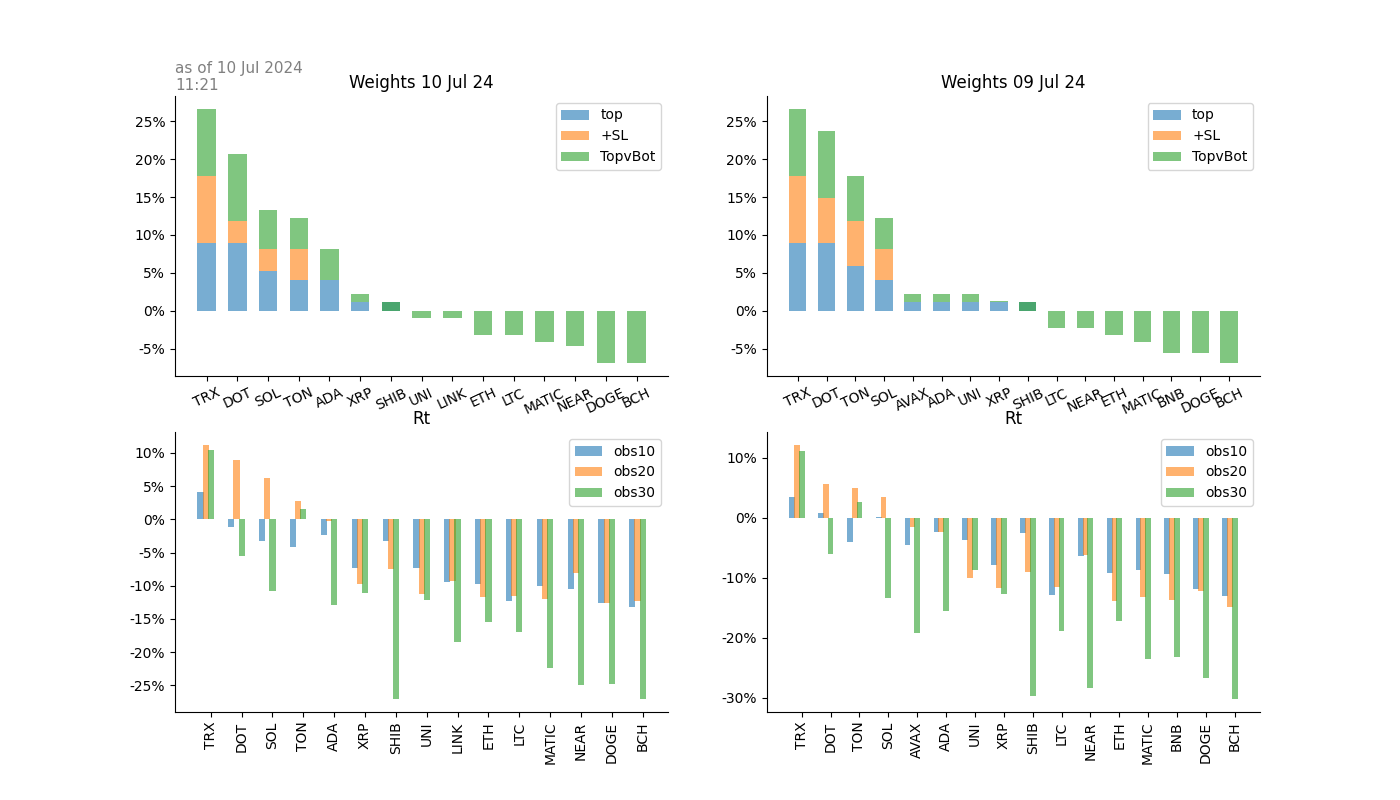 as of 10 Jul 2024
11:21
Weights 10 Jul 24
25%
20%
15%
10%
5%
0%
-5%
top
+SL
TopvBot
TRX DOT SOL TON ADA XRP SHIB UNI LINK ETH LTC MATIC NEAR DOGE BCH
Weights 09 Jul 24
25%
20%
15%
10%
5%
0%
-5%
top
+SL
TopvBot
TRX DOT TON SOL AVAX ADA UNI XRP SHIB LTC NEAR ETH MATIC BNB DOGE BCH
Rt
10%
5%
0%
-5%
-10%
-15%
-20%
-25%
obs10
obs20
obs30
TRX DOT SOL TON ADA XRP SHIB UNI LINK ETH LTC MATIC NEAR DOGE BCH
Rt
10%
0%
-10%
-20%
-30%
obs10
obs20
obs30
TRX DOT TON SOL AVAX ADA UNI XRP SHIB LTC NEAR ETH MATIC BNB DOGE BCH